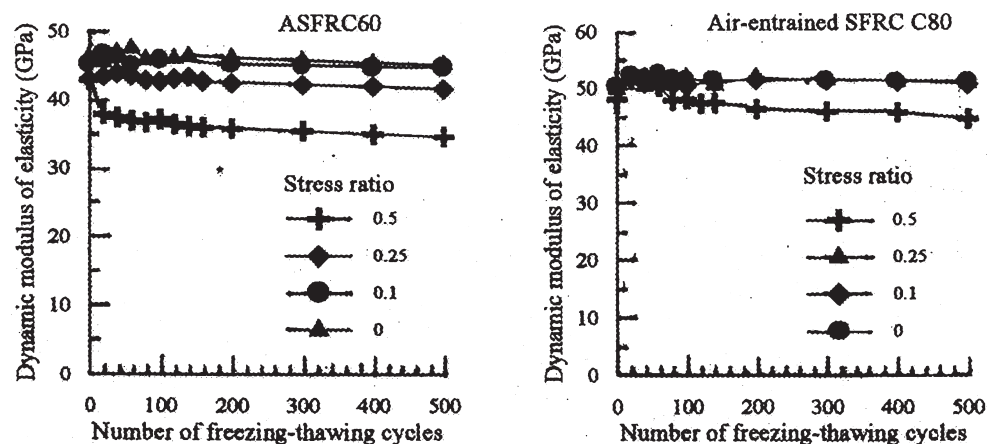 ASFRC60
Dynamic modulus of elasticity (GPa)
50
40
30
20
10
0
Stress ratio
0.5
0.25
0.1
0
0 100 200 300 400 500
Number of freezing-thawing cycles
Air-entrained SFRC C80
Dynamic modulus of elasticity (GPa)
60
50
40
30
20
10
0
Stress ratio
0.5
0.25
0.1
0
0 100 200 300 400 500
Number of freezing-thawing cycles